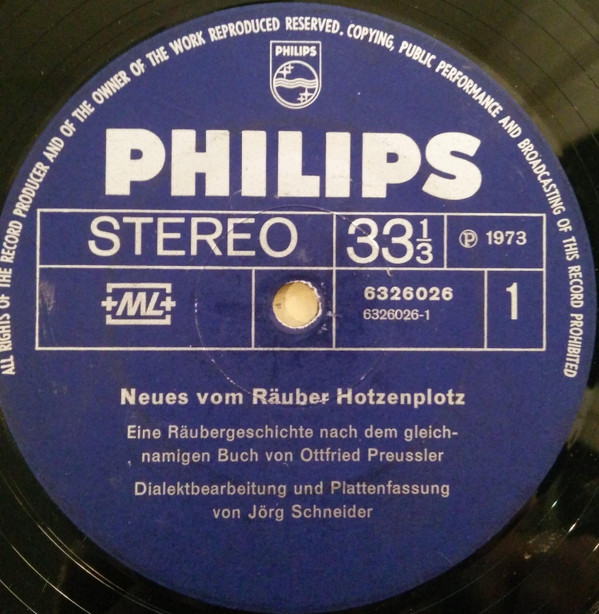 ALL RIGHTS OF THE RECORD PRODUCER AND OF THE OWNER OF THE WORK REPRODUCED RESERVED. COPYING, PUBLIC PERFORMANCE AND BROADCASTING OF THIS RECORD PROHIBITED
PHILIPS
PHILIPS
STEREO 33 1/3 ℗ 1973
ML 6326026 1
6326026-1
Neues vom Räuber Hotzenplotz
Eine Räubergeschichte nach dem gleich-
namigen Buch von Ottfried Preussler
Dialektbearbeitung und Plattenfassung
von Jörg Schneider